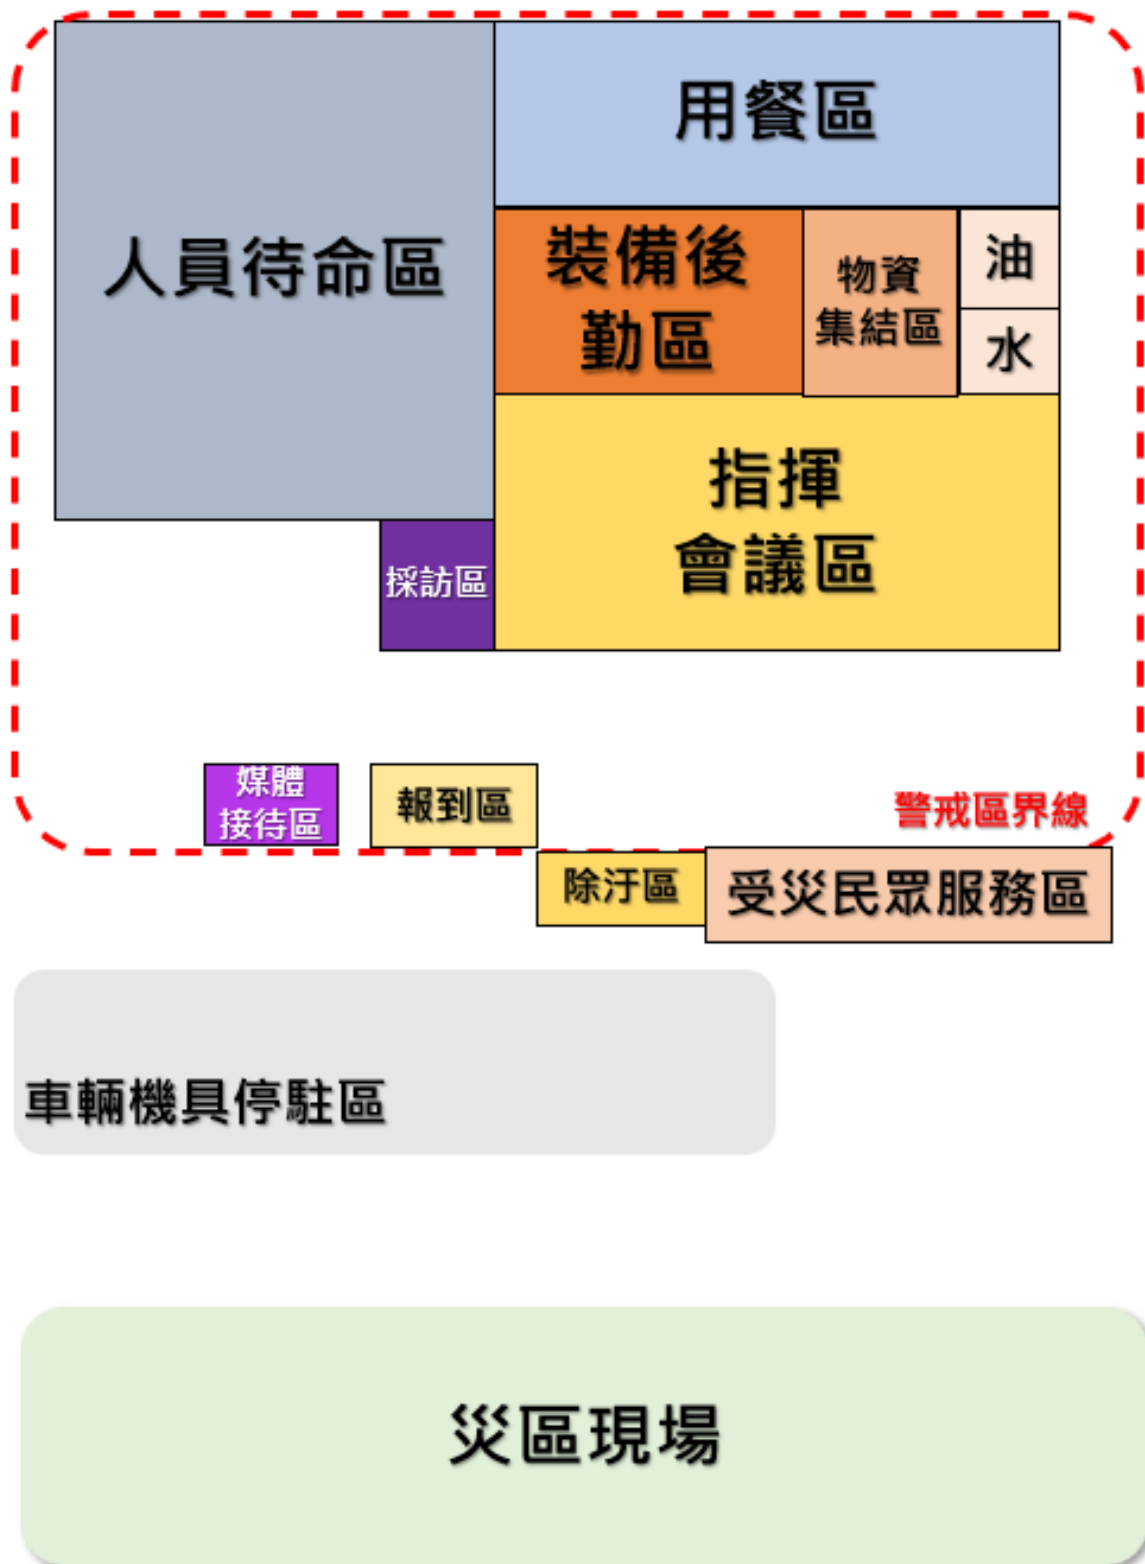 用餐區
人員待命區
裝備後
勤區
物資
集結區
油
水
指揮
會議區
採訪區
媒體
接待區
報到區
警戒區界線
除汙區
受災民眾服務區
車輛機具停駐區
災區現場